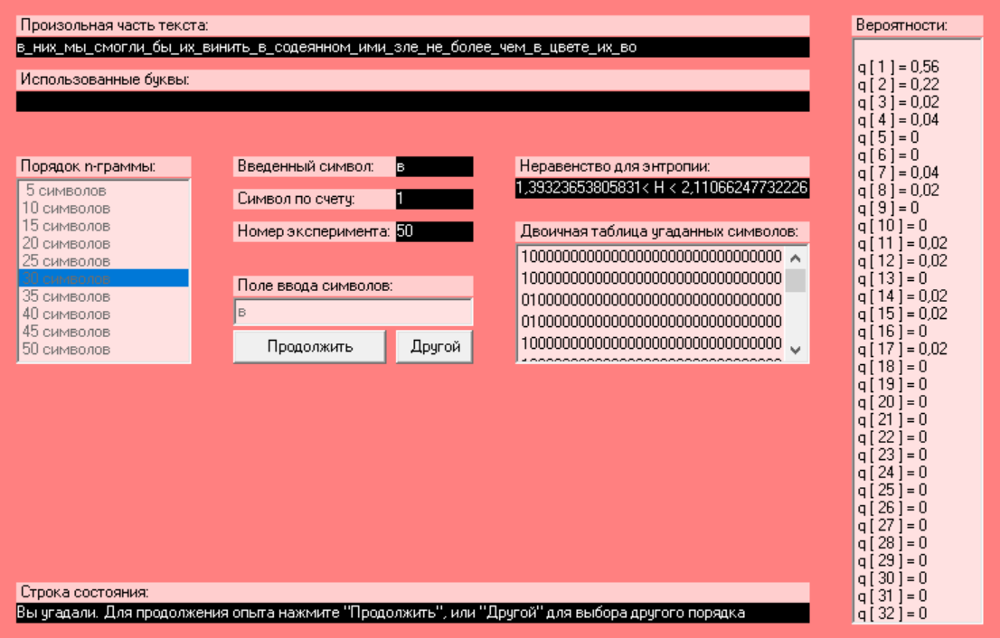 Произольная часть текста:
в_них_мы_смогли_бы_их_винить_в_содеянном_ими_зле_не_более_чем_в_цвете_их_во
Использованные буквы:
Порядок n-граммы:
5 символов
10 символов
15 символов
20 символов
25 символов
30 символов
35 символов
40 символов
45 символов
50 символов
Введенный символ: в
Символ по счету: 1
Номер эксперимента: 50
Поле ввода символов:
в
Продолжить Другой
Неравенство для энтропии:
1,39323653805831< H < 2,11066247732226
Двоичная таблица угаданных символов:
10000000000000000000000000000000
10000000000000000000000000000000
01000000000000000000000000000000
01000000000000000000000000000000
10000000000000000000000000000000
Строка состояния:
Вы угадали. Для продолжения опыта нажмите "Продолжить", или "Другой" для выбора другого порядка
Вероятности:
q [ 1 ] = 0,56
q [ 2 ] = 0,22
q [ 3 ] = 0,02
q [ 4 ] = 0,04
q [ 5 ] = 0
q [ 6 ] = 0
q [ 7 ] = 0,04
q [ 8 ] = 0,02
q [ 9 ] = 0
q [ 10 ] = 0
q [ 11 ] = 0,02
q [ 12 ] = 0,02
q [ 13 ] = 0
q [ 14 ] = 0,02
q [ 15 ] = 0,02
q [ 16 ] = 0
q [ 17 ] = 0,02
q [ 18 ] = 0
q [ 19 ] = 0
q [ 20 ] = 0
q [ 21 ] = 0
q [ 22 ] = 0
q [ 23 ] = 0
q [ 24 ] = 0
q [ 25 ] = 0
q [ 26 ] = 0
q [ 27 ] = 0
q [ 28 ] = 0
q [ 29 ] = 0
q [ 30 ] = 0
q [ 31 ] = 0
q [ 32 ] = 0